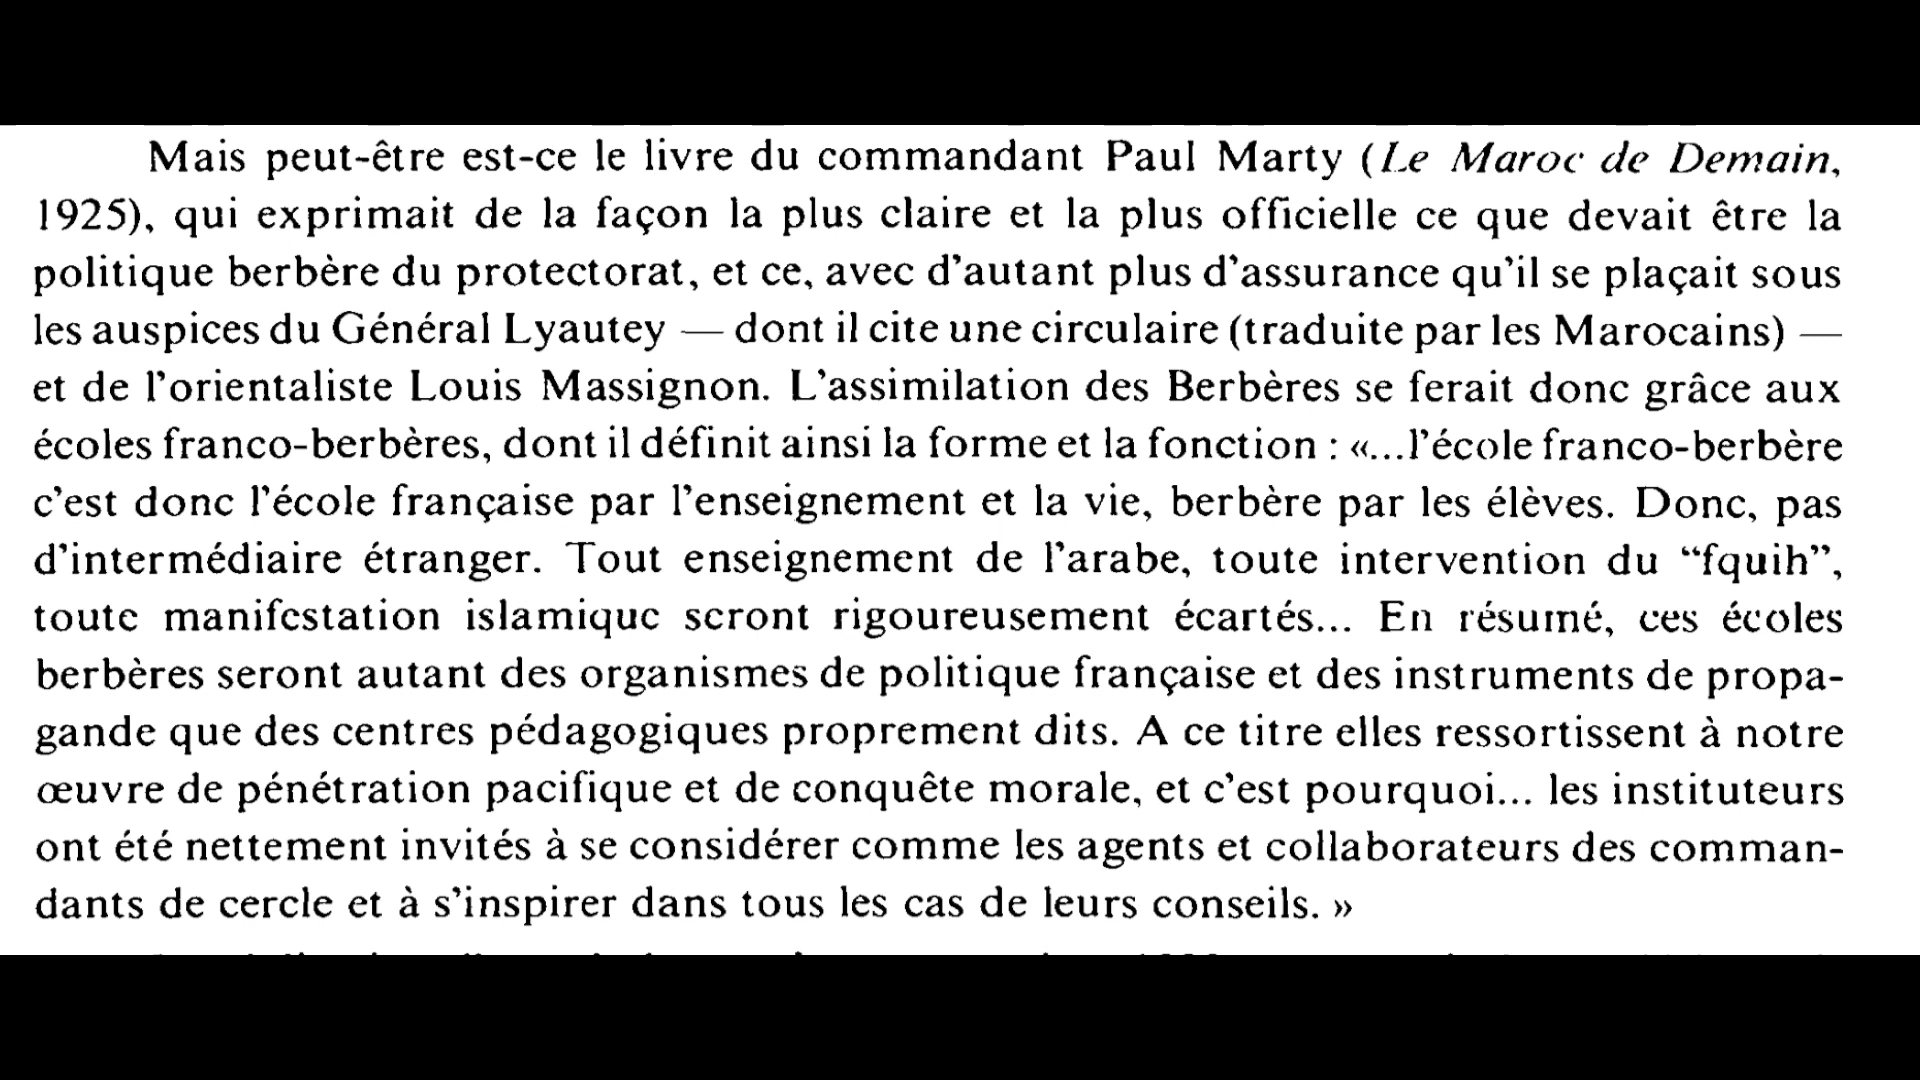 Mais peut-être est-ce le livre du commandant Paul Marty (Le Maroc de Demain,
1925), qui exprimait de la façon la plus claire et la plus officielle ce que devait être la
politique berbère du protectorat, et ce, avec d'autant plus d'assurance qu'il se plaçait sous
les auspices du Général Lyautey — dont il cite une circulaire (traduite par les Marocains) —
et de l'orientaliste Louis Massignon. L'assimilation des Berbères se ferait donc grâce aux
écoles franco-berbères, dont il définit ainsi la forme et la fonction : «...l'école franco-berbère
c'est donc l'école française par l'enseignement et la vie, berbère par les élèves. Donc, pas
d'intermédiaire étranger. Tout enseignement de l'arabe, toute intervention du “fquih”,
toute manifestation islamique seront rigoureusement écartés... En résumé, ces écoles
berbères seront autant des organismes de politique française et des instruments de propa-
gande que des centres pédagogiques proprement dits. A ce titre elles ressortissent à notre
œuvre de pénétration pacifique et de conquête morale, et c'est pourquoi... les instituteurs
ont été nettement invités à se considérer comme les agents et collaborateurs des comman-
dants de cercle et à s'inspirer dans tous les cas de leurs conseils. »